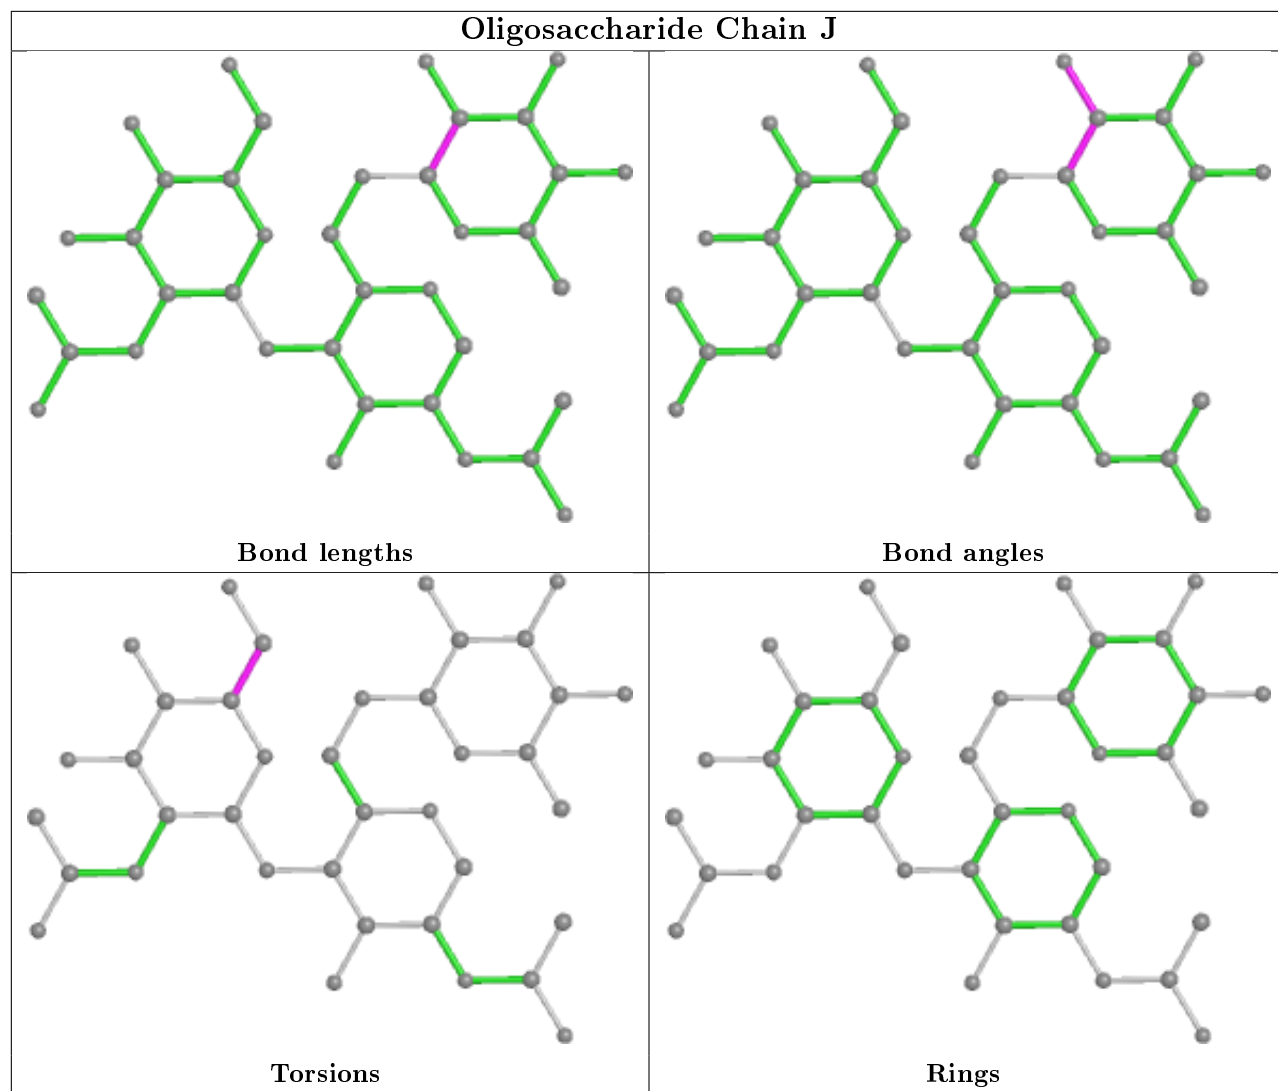 Oligosaccharide Chain J
Bond lengths
Bond angles
Torsions
Rings